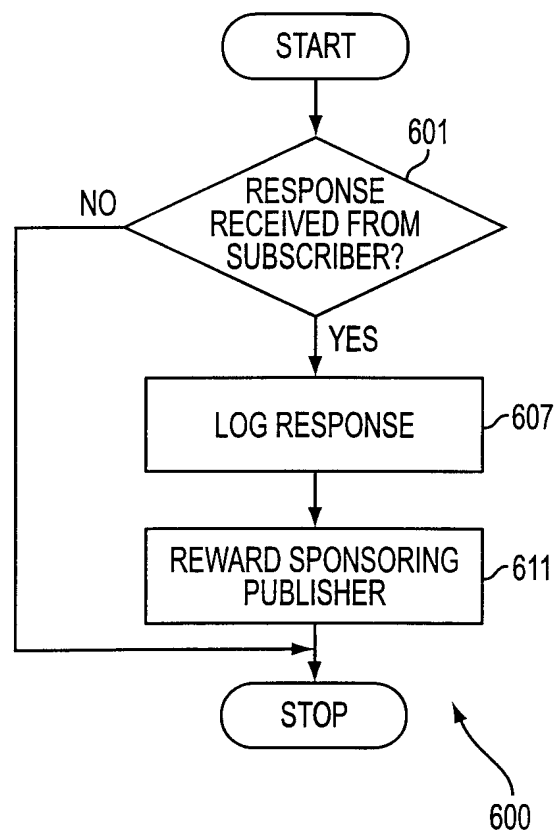 START
601
RESPONSE
RECEIVED FROM
SUBSCRIBER?
NO
YES
LOG RESPONSE
607
REWARD SPONSORING
PUBLISHER
611
STOP
600